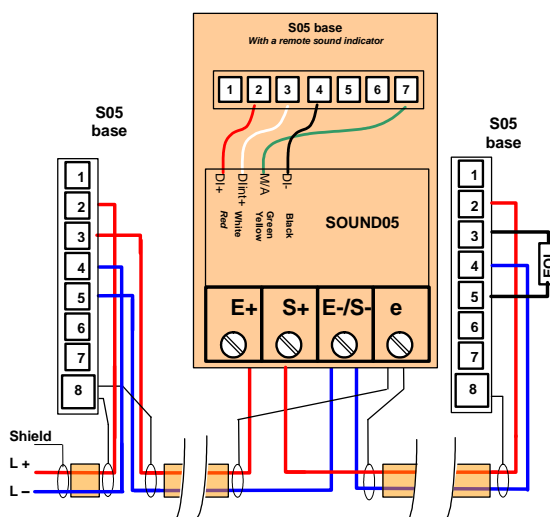 S05 base
With a remote sound indicator
1 2 3 4 5 6 7
S05
base
1
2
3
4
5
6
7
8
DI+
DIint+
M/A
DI-
Red
White
Green
Yellow
Black
SOUND05
E+ S+ E-/S- e
S05
base
1
2
3
4
5
6
7
8
EOL
Shield
L +
L –